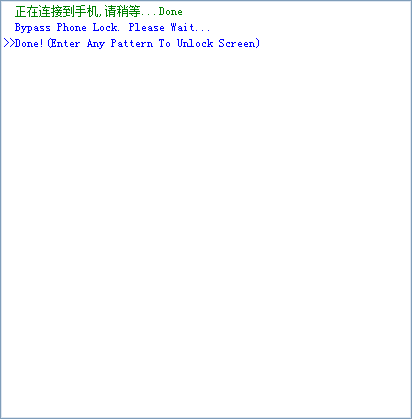 正在连接到手机,请稍等...Done
Bypass Phone Lock. Please Wait...
>>Done!(Enter Any Pattern To Unlock Screen)